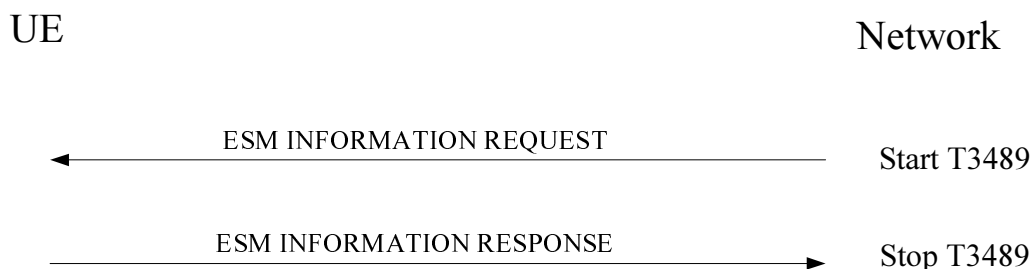 UE
Network
ESM INFORMATION REQUEST
Start T3489
ESM INFORMATION RESPONSE
Stop T3489